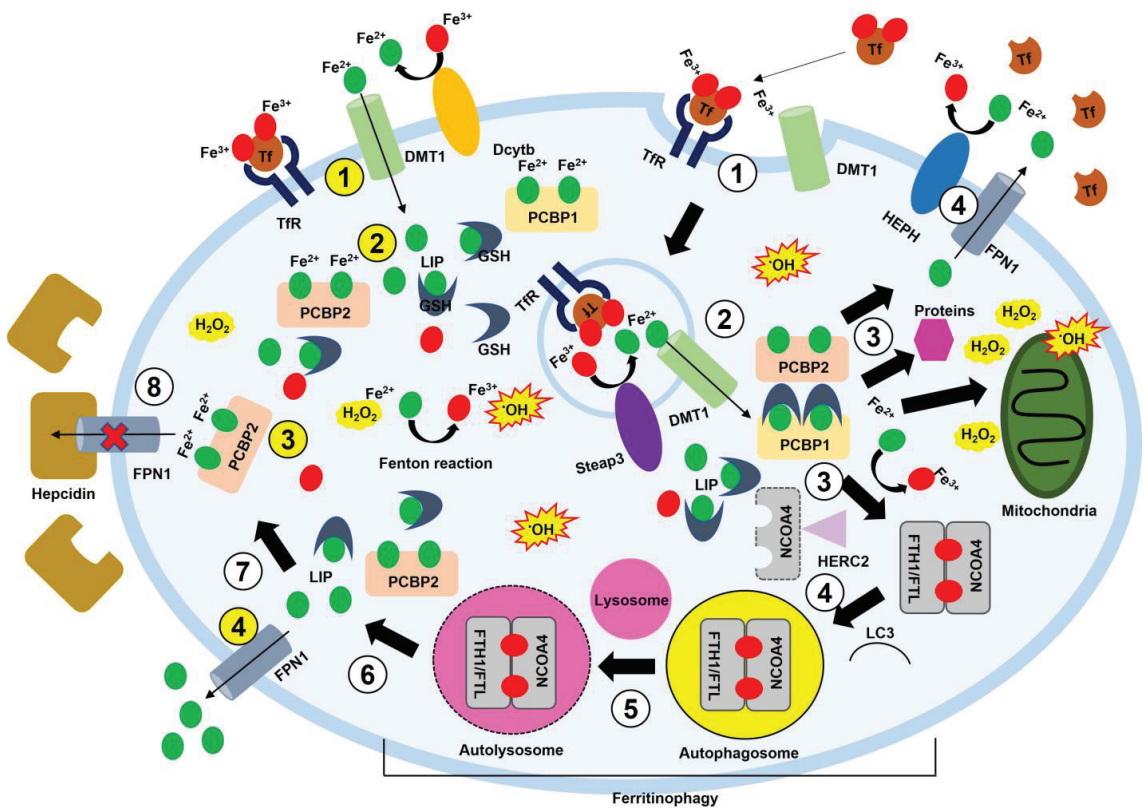 Fe³⁺
Fe²⁺
Fe²⁺
Fe³⁺
Fe³⁺
Tf
TfR
1
DMT1
Dcytb
Fe³⁺
Tf
TfR
1
Fe³⁺
DMT1
Tf
Tf
Tf
Tf
Fe³⁺
Fe²⁺
HEPH
4
FPN1
Fe²⁺ Fe²⁺
PCBP1
2
LIP
GSH
GSH
GSH
Fe²⁺ Fe²⁺
PCBP2
H₂O₂
•OH
TfR
Tf
Fe²⁺
Fe³⁺
2
DMT1
Steap3
PCBP2
PCBP1
3
Proteins
H₂O₂
H₂O₂
H₂O₂
•OH
Fe²⁺
Fe³⁺
Mitochondria
8
Fe²⁺
Fe²⁺
PCBP2
3
FPN1
Hepcidin
H₂O₂
Fe²⁺
Fe³⁺
•OH
Fenton reaction
LIP
3
NCOA4
HERC2
FTH1/FTL
NCOA4
•OH
7
LIP
PCBP2
4
FPN1
6
Lysosome
4
LC3
FTH1/FTL
NCOA4
Autolysosome
5
FTH1/FTL
NCOA4
Autophagosome
Ferritinophagy